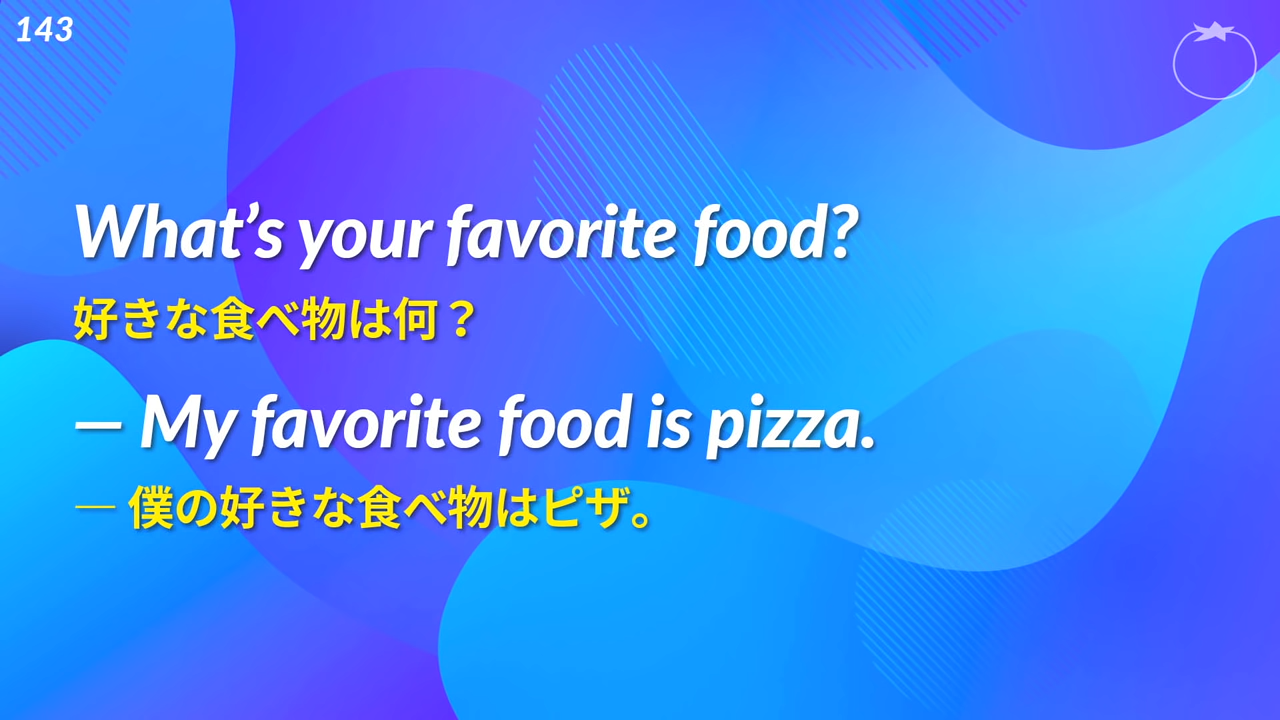 143
What’s your favorite food?
好きな食べ物は何？
— My favorite food is pizza.
— 僕の好きな食べ物はピザ。